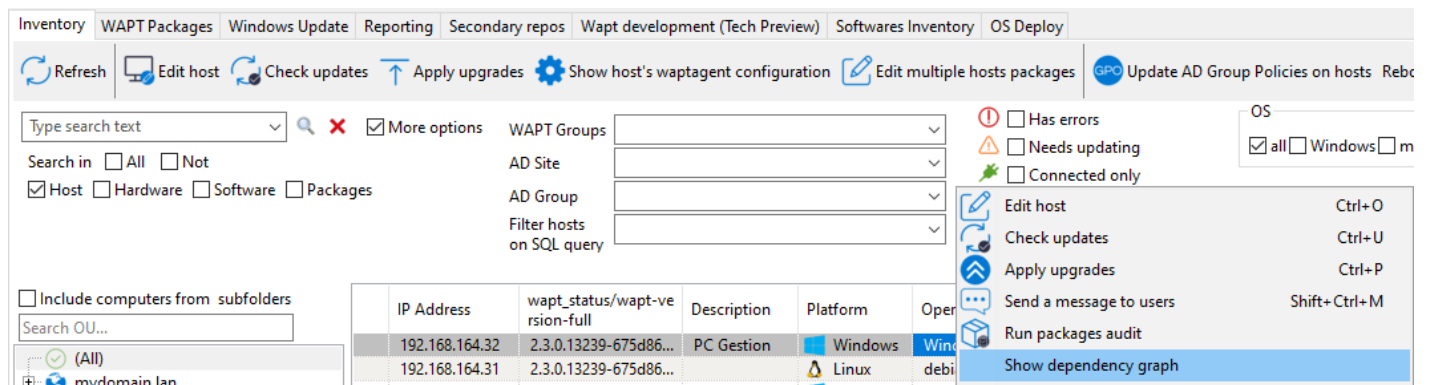 Inventory WAPT Packages Windows Update Reporting Secondary repos Wapt development (Tech Preview) Softwares Inventory OS Deploy
Refresh Edit host Check updates Apply upgrades Show host's waptagent configuration Edit multiple hosts packages GPO Update AD Group Policies on hosts
Type search text More options
Search in All Not
Host Hardware Software Packages
WAPT Groups
AD Site
AD Group
Filter hosts
on SQL query
Has errors
Needs updating
Connected only
OS
all Windows
Edit host Ctrl+O
Check updates Ctrl+U
Apply upgrades Ctrl+P
Send a message to users Shift+Ctrl+M
Run packages audit
Show dependency graph
Include computers from subfolders
Search OU...
(All)
mydomain.lan
IP Address wapt_status/wapt-ve Description Platform
rsion-full
192.168.164.32 2.3.0.13239-675d86... PC Gestion Windows
192.168.164.31 2.3.0.13239-675d86... Linux